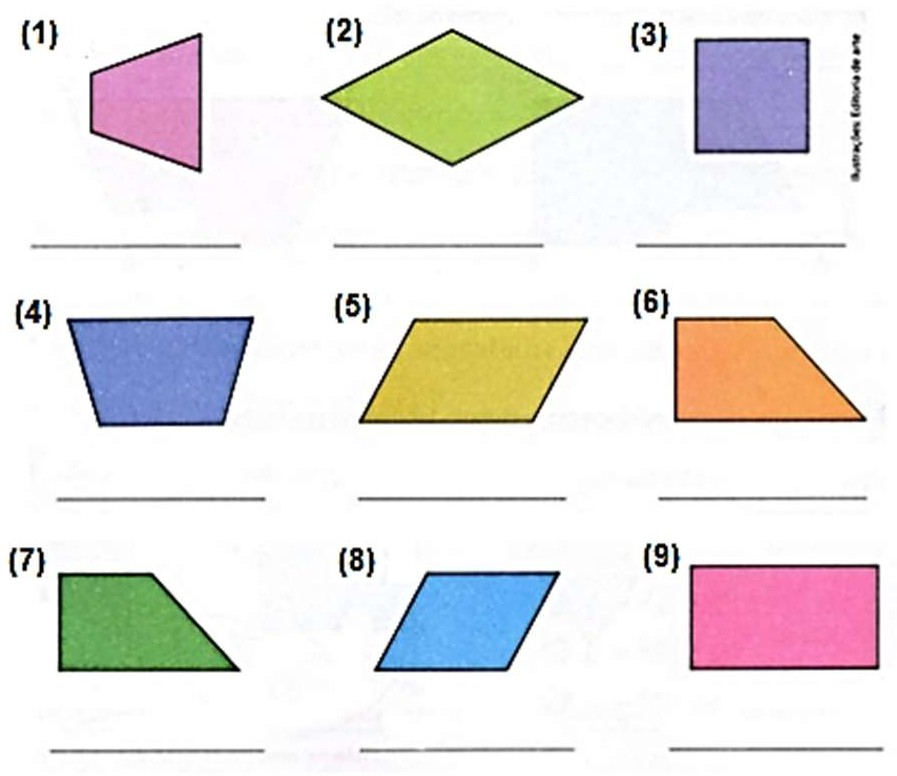 (1) (2) (3)
Ilustrações Editoria de arte
(4) (5) (6)
(7) (8) (9)